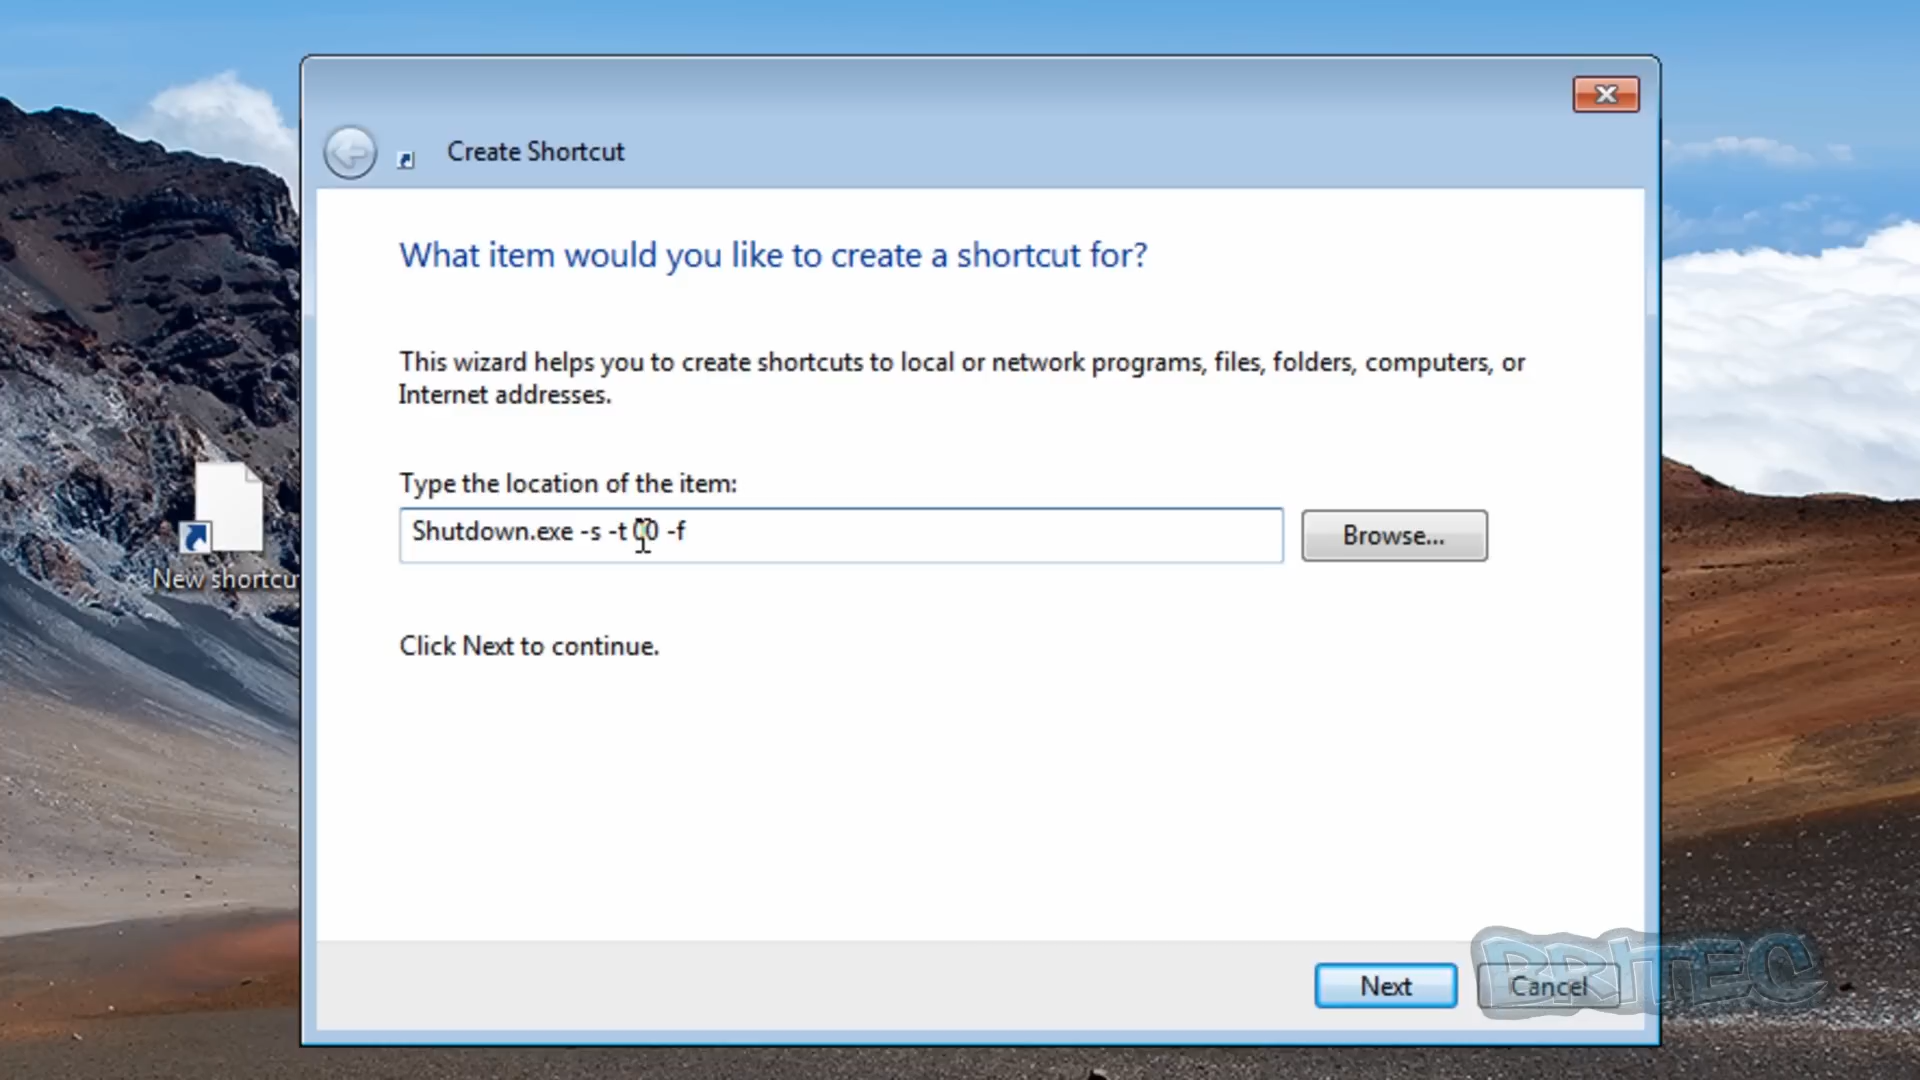 Create Shortcut
What item would you like to create a shortcut for?
This wizard helps you to create shortcuts to local or network programs, files, folders, computers, or
Internet addresses.
Type the location of the item:
Shutdown.exe -s -t 00 -f
Browse...
New shortcu
Click Next to continue.
Next
Cancel
BRITEC